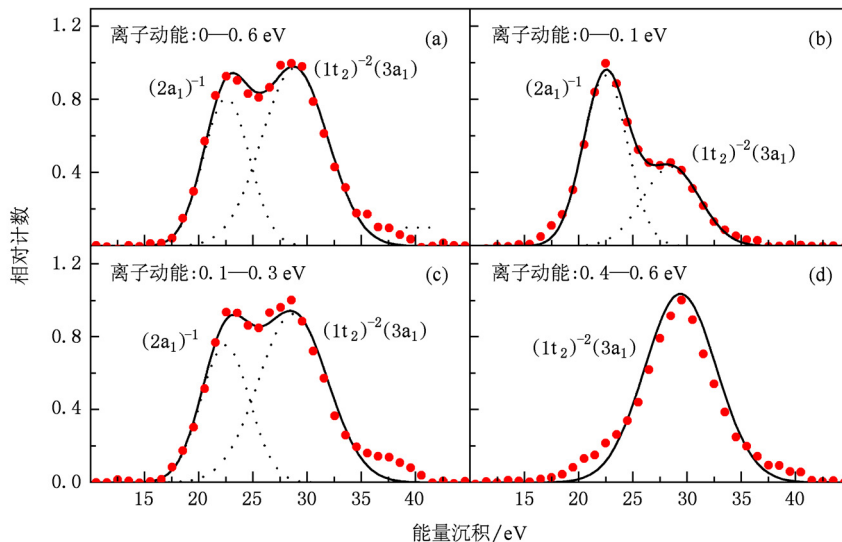 离子动能:0—0.6 eV (a)
(2a₁)⁻¹
(1t₂)⁻²(3a₁)
离子动能:0—0.1 eV (b)
(2a₁)⁻¹
(1t₂)⁻²(3a₁)
1.2
0.8
0.4
相对计数
离子动能:0.1—0.3 eV (c)
(2a₁)⁻¹
(1t₂)⁻²(3a₁)
离子动能:0.4—0.6 eV (d)
(1t₂)⁻²(3a₁)
1.2
0.8
0.4
0.0
15 20 25 30 35 40 15 20 25 30 35 40
能量沉积/eV